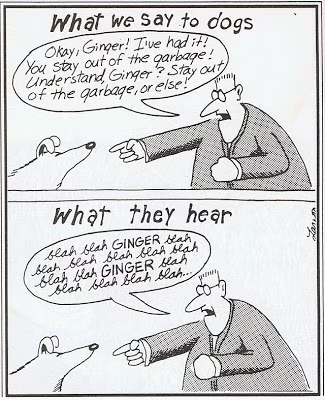 What we say to dogs
Okay, Ginger! I've had it!
You stay out of the garbage!
Understand, Ginger? Stay out
of the garbage, or else!
What they hear
blah blah GINGER blah
blah blah blah blah blah
blah blah GINGER blah
blah blah blah blah...
Larson